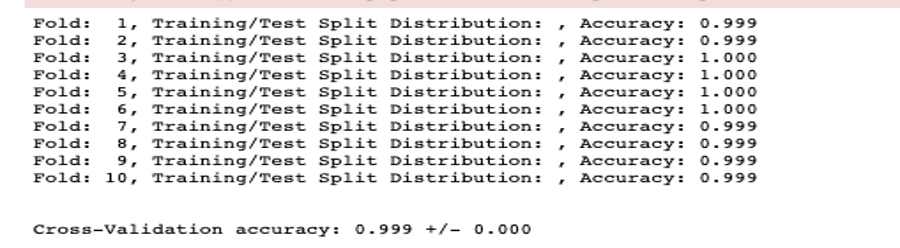 Fold:  1, Training/Test Split Distribution: , Accuracy: 0.999
Fold:  2, Training/Test Split Distribution: , Accuracy: 0.999
Fold:  3, Training/Test Split Distribution: , Accuracy: 1.000
Fold:  4, Training/Test Split Distribution: , Accuracy: 1.000
Fold:  5, Training/Test Split Distribution: , Accuracy: 1.000
Fold:  6, Training/Test Split Distribution: , Accuracy: 1.000
Fold:  7, Training/Test Split Distribution: , Accuracy: 0.999
Fold:  8, Training/Test Split Distribution: , Accuracy: 0.999
Fold:  9, Training/Test Split Distribution: , Accuracy: 0.999
Fold: 10, Training/Test Split Distribution: , Accuracy: 0.999
Cross-Validation accuracy: 0.999 +/- 0.000